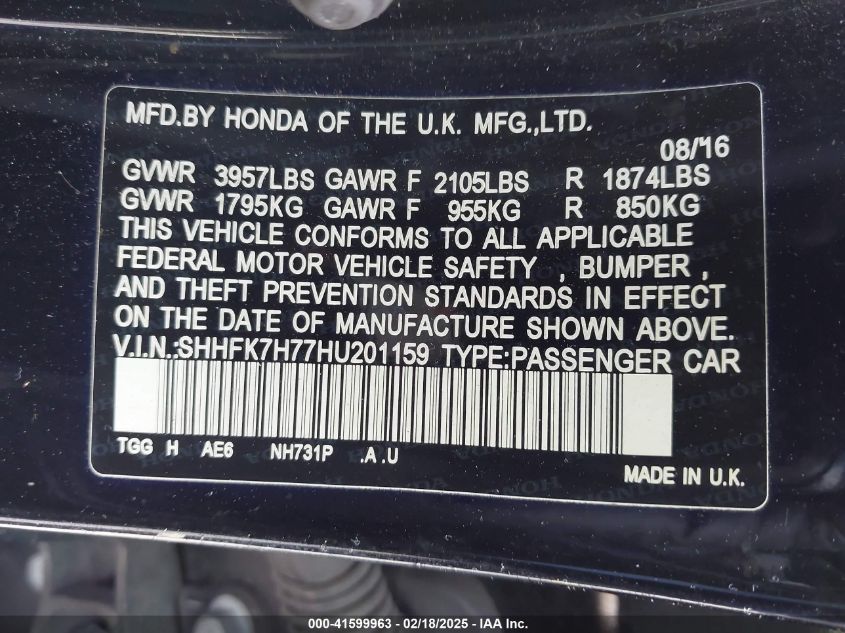 MFD.BY HONDA OF THE U.K. MFG.,LTD.
08/'16
GVWR 3957LBS GAWR F 2105LBS R 1874LBS
GVWR 1795KG GAWR F 955KG R 850KG
THIS VEHICLE CONFORMS TO ALL APPLICABLE
FEDERAL MOTOR VEHICLE SAFETY , BUMPER ,
AND THEFT PREVENTION STANDARDS IN EFFECT
ON THE DATE OF MANUFACTURE SHOWN ABOVE.
V.I.N.:SHHFK7H77HU201159 TYPE:PASSENGER CAR
TGG H AE6 NH731P .A .U
MADE IN U.K.
000-41599963 - 02/18/2025 - IAA Inc.